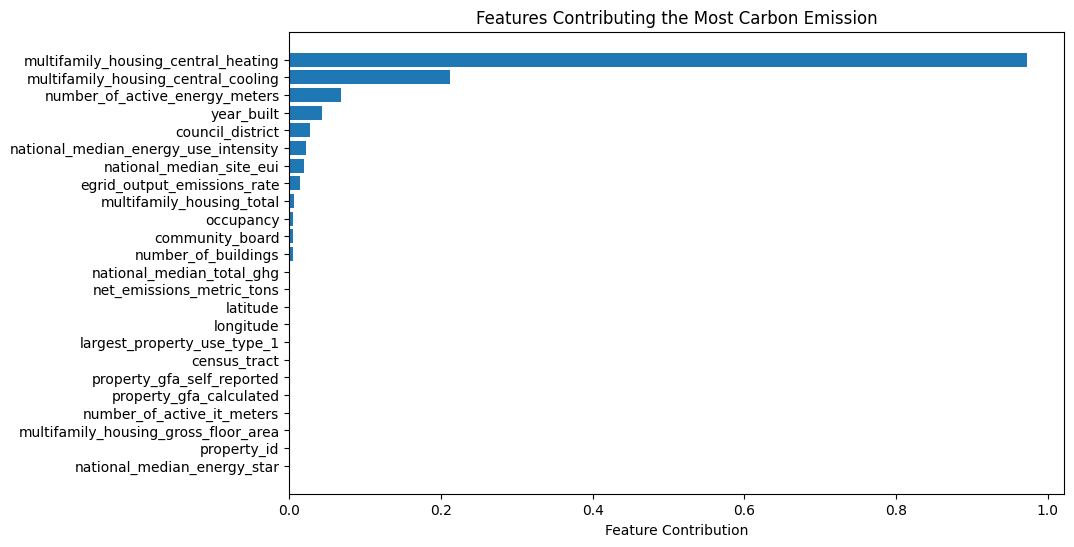 Features Contributing the Most Carbon Emission
multifamily_housing_central_heating
multifamily_housing_central_cooling
number_of_active_energy_meters
year_built
council_district
national_median_energy_use_intensity
national_median_site_eui
egrid_output_emissions_rate
multifamily_housing_total
occupancy
community_board
number_of_buildings
national_median_total_ghg
net_emissions_metric_tons
latitude
longitude
largest_property_use_type_1
census_tract
property_gfa_self_reported
property_gfa_calculated
number_of_active_it_meters
multifamily_housing_gross_floor_area
property_id
national_median_energy_star
0.0 0.2 0.4 0.6 0.8 1.0
Feature Contribution